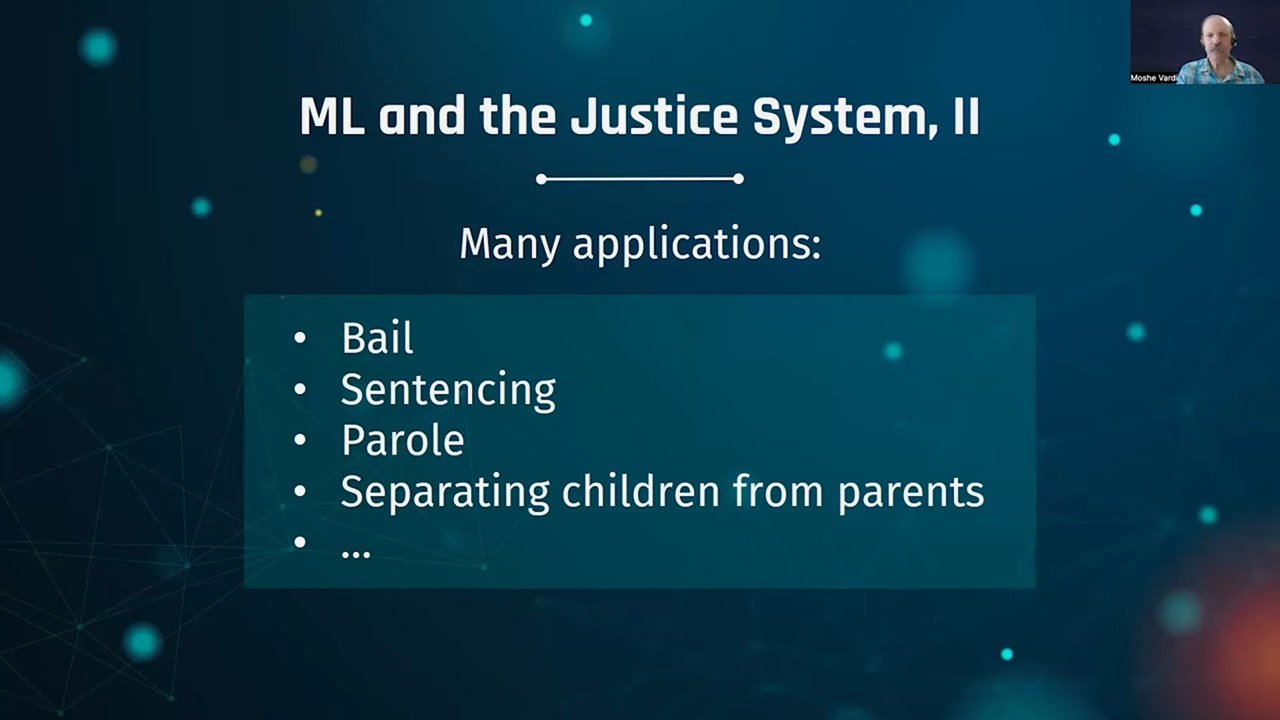 ML and the Justice System, II
Many applications:
• Bail
• Sentencing
• Parole
• Separating children from parents
• ...
Moshe Vardi